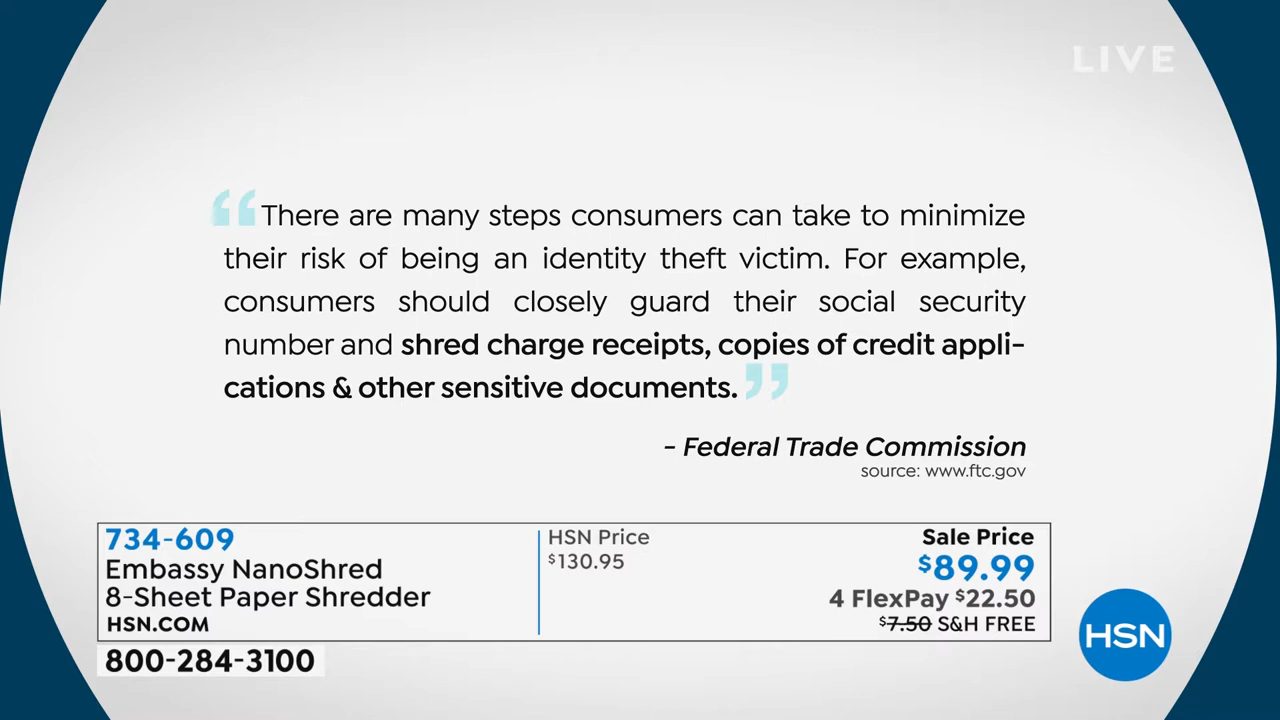 LIVE
“There are many steps consumers can take to minimize
their risk of being an identity theft victim. For example,
consumers should closely guard their social security
number and shred charge receipts, copies of credit appli-
cations & other sensitive documents.”
- Federal Trade Commission
source: www.ftc.gov
734-609
Embassy NanoShred
8-Sheet Paper Shredder
HSN.COM
HSN Price
$130.95
Sale Price
$89.99
4 FlexPay $22.50
$7.50 S&H FREE
800-284-3100
HSN